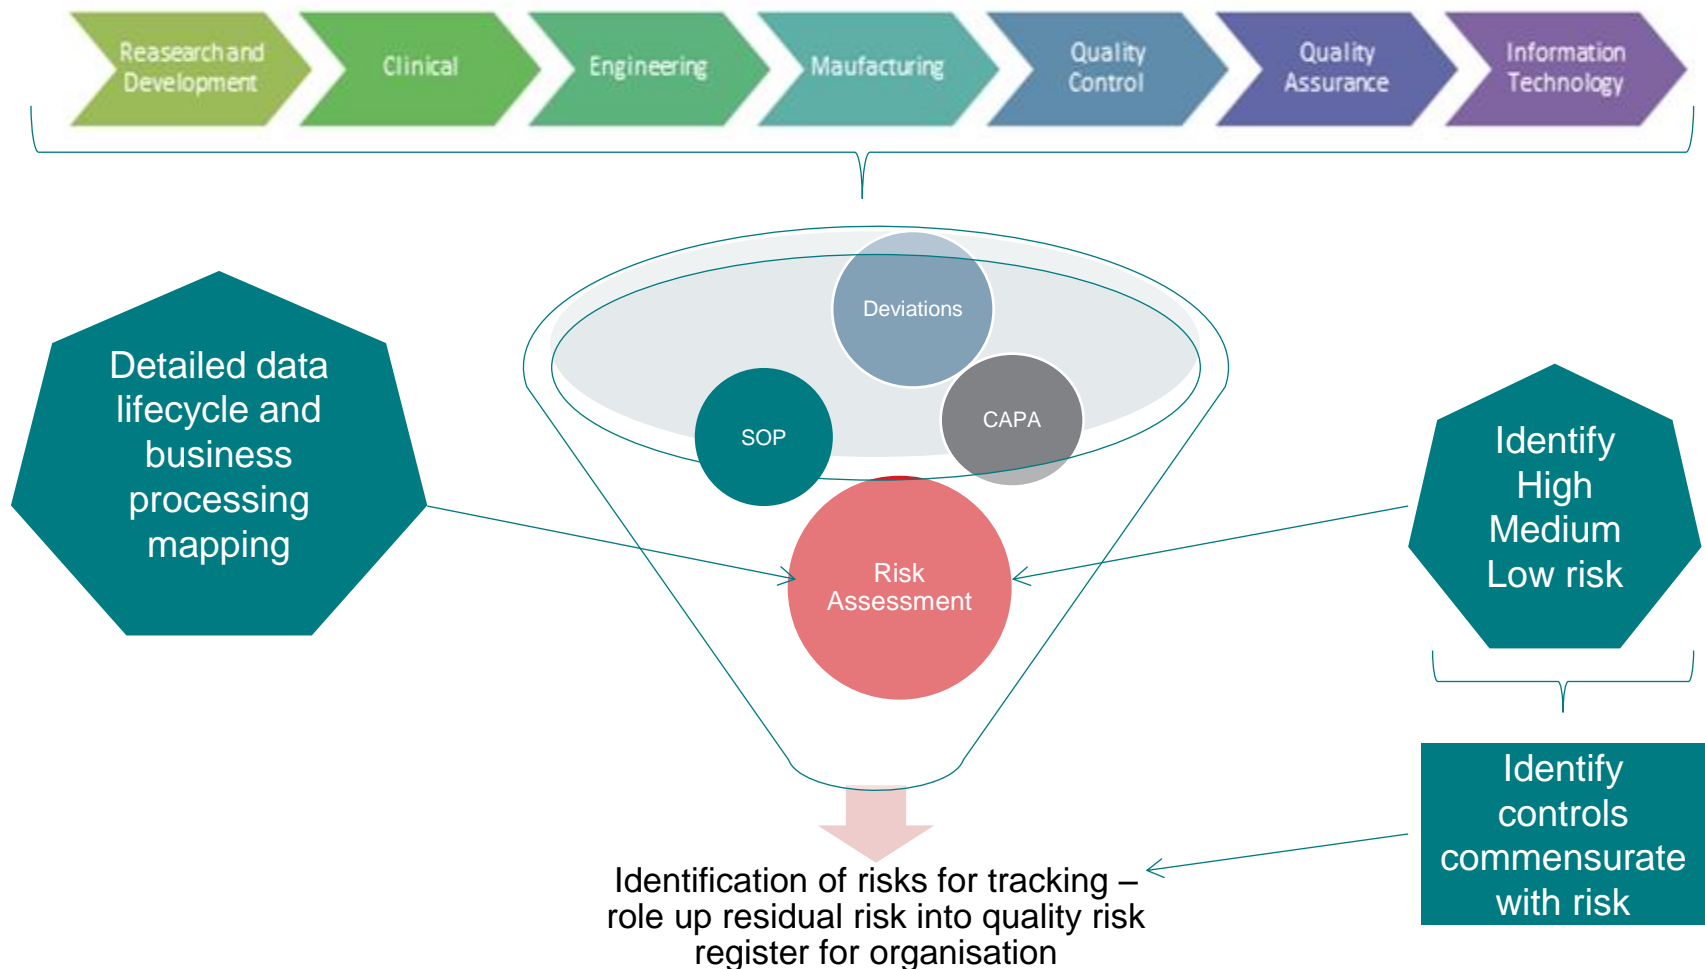 Reasearch and
Development
Clinical
Engineering
Maufacturing
Quality
Control
Quality
Assurance
Information
Technology
Deviations
SOP
CAPA
Risk
Assessment
Detailed data
lifecycle and
business
processing
mapping
Identify
High
Medium
Low risk
Identify
controls
commensurate
with risk
Identification of risks for tracking –
role up residual risk into quality risk
register for organisation